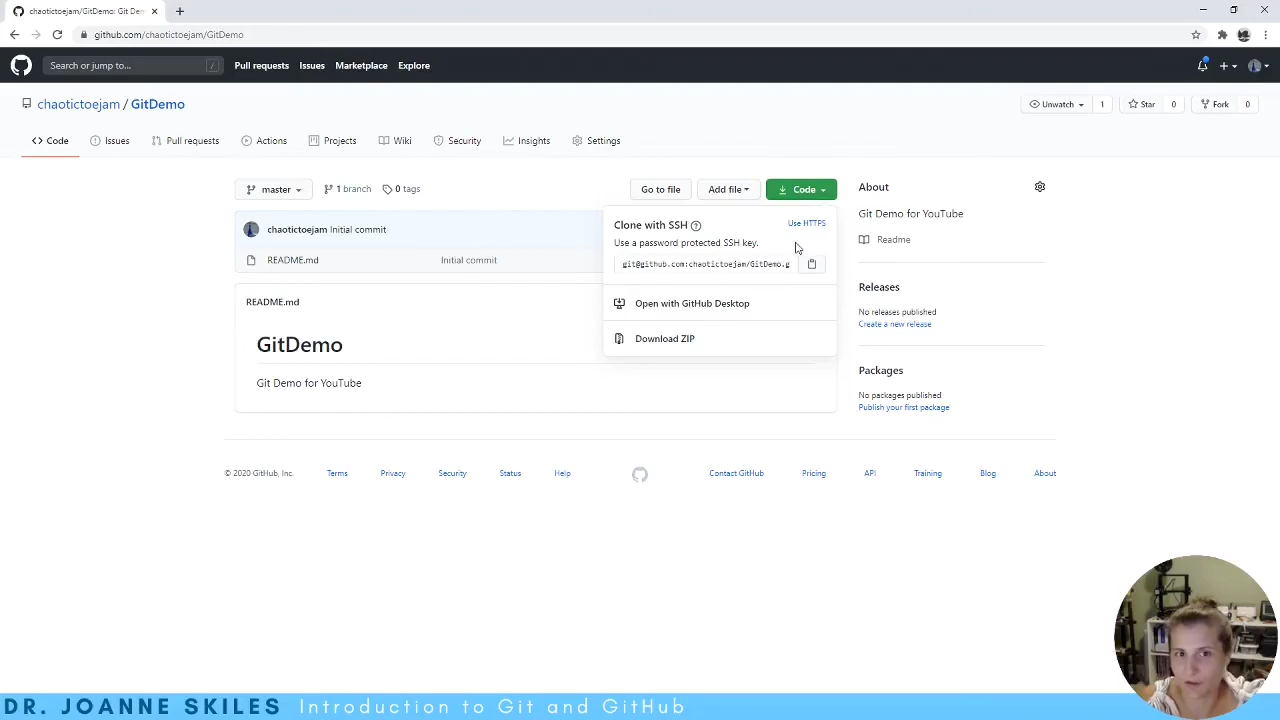 chaotictoejam/GitDemo: Git Dem
github.com/chaotictoejam/GitDemo
Search or jump to... /
Pull requests Issues Marketplace Explore
chaotictoejam / GitDemo
Unwatch 1 Star 0 Fork 0
Code Issues Pull requests Actions Projects Wiki Security Insights Settings
master 1 branch 0 tags Go to file Add file Code
About
chaotictoejam Initial commit
README.md Initial commit
Clone with SSH Use HTTPS
Use a password protected SSH key.
git@github.com:chaotictoejam/GitDemo.g
Open with GitHub Desktop
Download ZIP
Git Demo for YouTube
Readme
Releases
No releases published
Create a new release
Packages
No packages published
Publish your first package
README.md
GitDemo
Git Demo for YouTube
© 2020 GitHub, Inc. Terms Privacy Security Status Help Contact GitHub Pricing API Training Blog About
DR. JOANNE SKILES Introduction to Git and GitHub